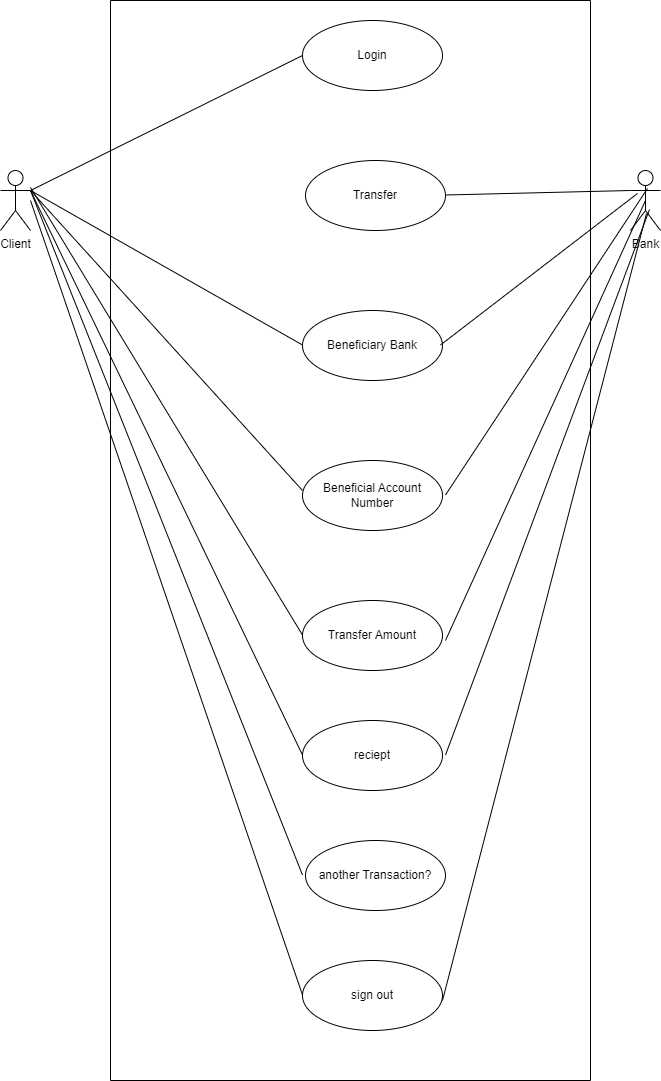 Login
Transfer
Client
Bank
Beneficiary Bank
Beneficial Account
Number
Transfer Amount
reciept
another Transaction?
sign out